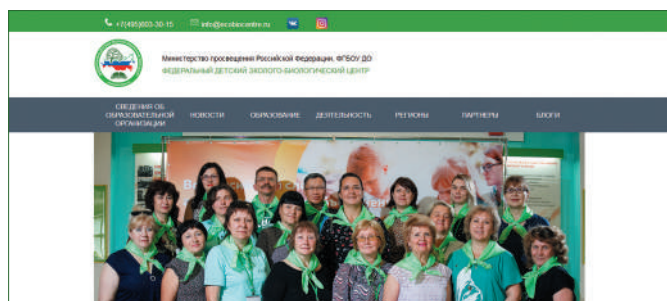 +7(495)603-30-15 info@ecobiocentre.ru
Министерство просвещения Российской Федерации, ФГБОУ ДО
ФЕДЕРАЛЬНЫЙ ДЕТСКИЙ ЭКОЛОГО-БИОЛОГИЧЕСКИЙ ЦЕНТР
СВЕДЕНИЯ ОБ
ОБРАЗОВАТЕЛЬНОЙ
ОРГАНИЗАЦИИ
НОВОСТИ ОБРАЗОВАНИЕ ДЕЯТЕЛЬНОСТЬ РЕГИОНЫ ПАРТНЕРЫ БЛОГИ